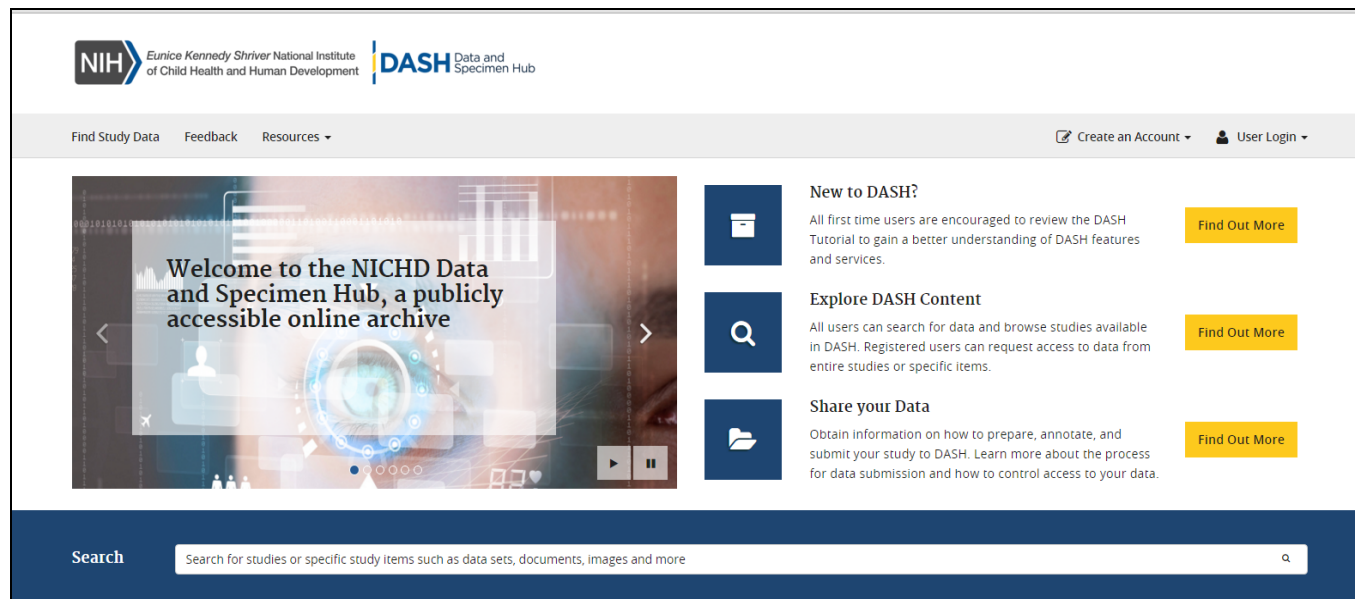 NIH
Eunice Kennedy Shriver National Institute
of Child Health and Human Development
DASH
Data and
Specimen Hub
Find Study Data
Feedback
Resources
Create an Account
User Login
Welcome to the NICHD Data
and Specimen Hub, a publicly
accessible online archive
New to DASH?
All first time users are encouraged to review the DASH
Tutorial to gain a better understanding of DASH features
and services.
Find Out More
Explore DASH Content
All users can search for data and browse studies available
in DASH. Registered users can request access to data from
entire studies or specific items.
Find Out More
Share your Data
Obtain information on how to prepare, annotate, and
submit your study to DASH. Learn more about the process
for data submission and how to control access to your data.
Find Out More
Search
Search for studies or specific study items such as data sets, documents, images and more